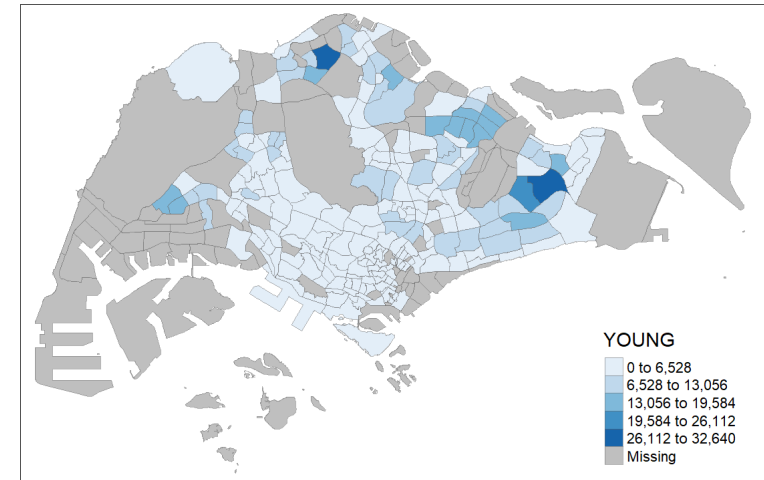 YOUNG
0 to 6,528
6,528 to 13,056
13,056 to 19,584
19,584 to 26,112
26,112 to 32,640
Missing